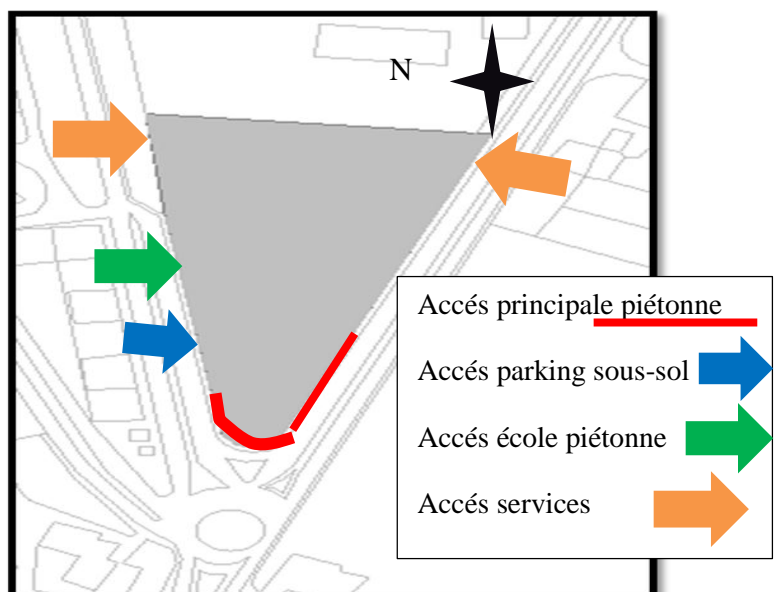 N
Accés principale piétonne
Accés parking sous-sol
Accés école piétonne
Accés services